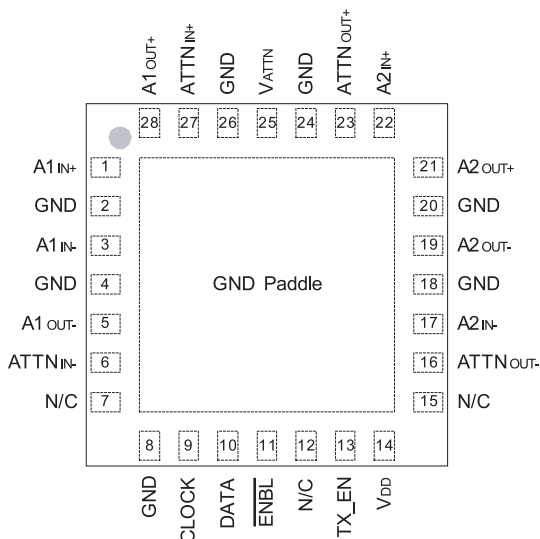 A1OUT+
ATTNIN+
GND
VATTN
GND
ATTNOUT+
A2IN+
28 27 26 25 24 23 22
A1IN+ 1
GND 2
A1IN- 3
GND 4
A1OUT- 5
ATTNIN- 6
N/C 7
GND Paddle
21 A2OUT+
20 GND
19 A2OUT-
18 GND
17 A2IN-
16 ATTNOUT-
15 N/C
8 9 10 11 12 13 14
GND
CLOCK
DATA
ENBL
N/C
TX_EN
VDD